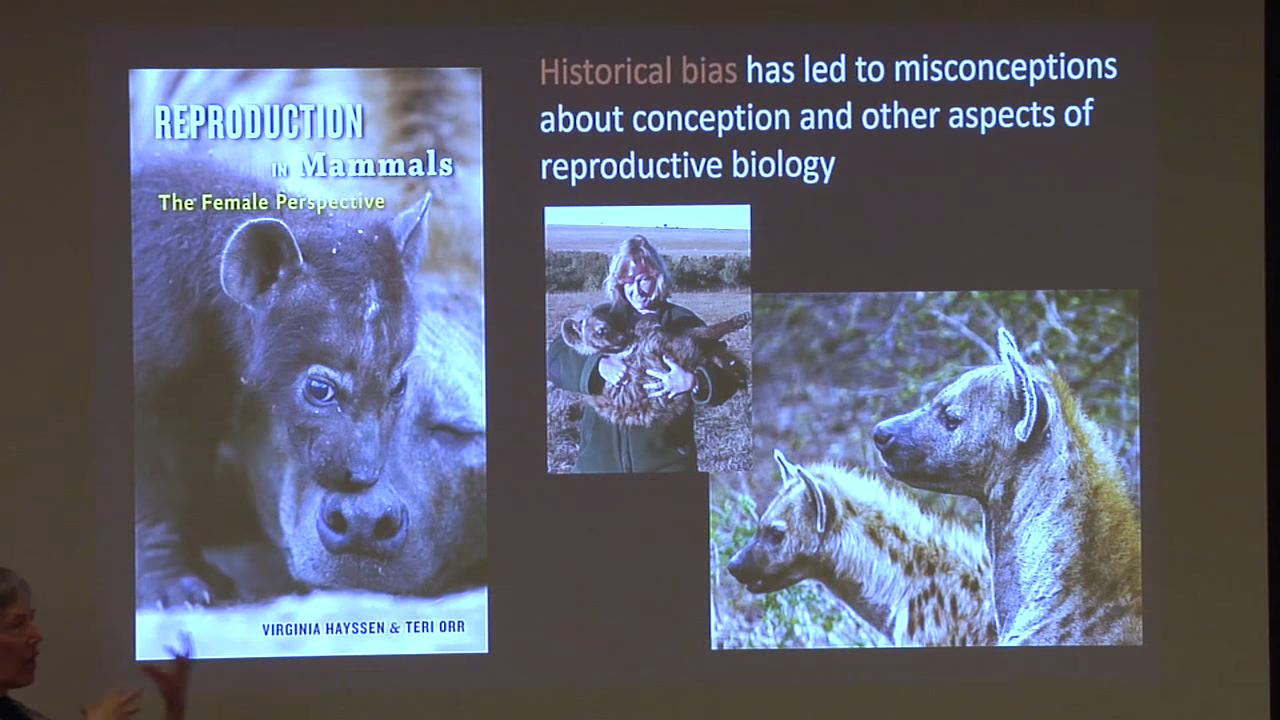 REPRODUCTION
IN Mammals
The Female Perspective
VIRGINIA HAYSSEN & TERI ORR
Historical bias has led to misconceptions
about conception and other aspects of
reproductive biology